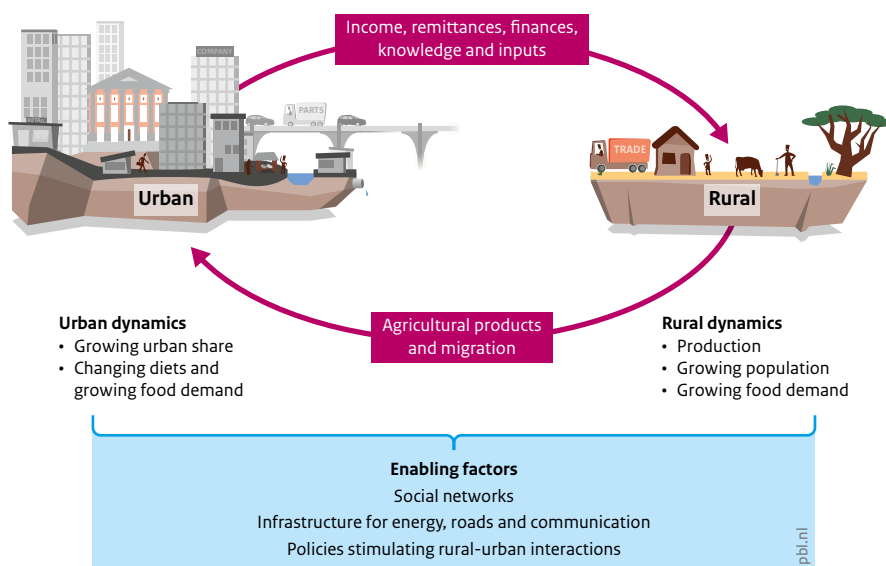 Income, remittances, finances,
knowledge and inputs
COMPANY
PARTS
TRADE
Urban
Rural
Agricultural products
and migration
Urban dynamics
• Growing urban share
• Changing diets and
growing food demand
Rural dynamics
• Production
• Growing population
• Growing food demand
Enabling factors
Social networks
Infrastructure for energy, roads and communication
Policies stimulating rural-urban interactions
pbl.nl